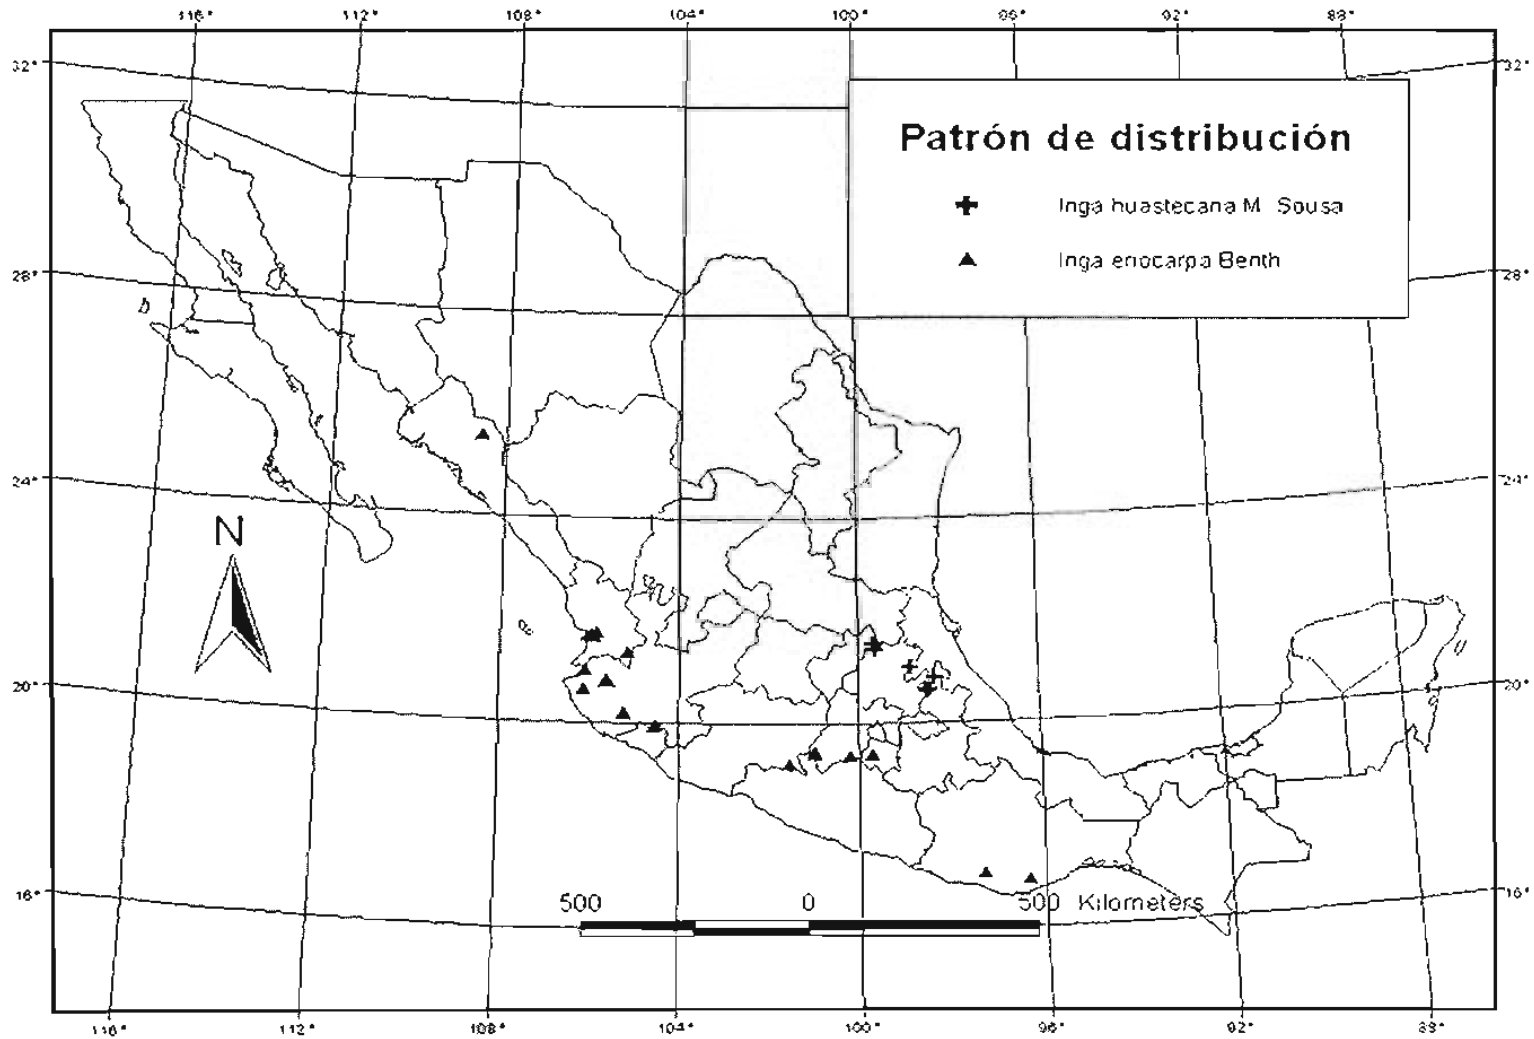 116° 112° 108° 104° 100° 96° 92° 88°
32° 32°
Patrón de distribución
Inga huastecana M. Sousa
Inga eriocarpa Benth
28° 28°
24° 24°
N
20° 20°
16° 16°
500 0 500 Kilometers
116° 112° 108° 104° 100° 96° 92° 88°